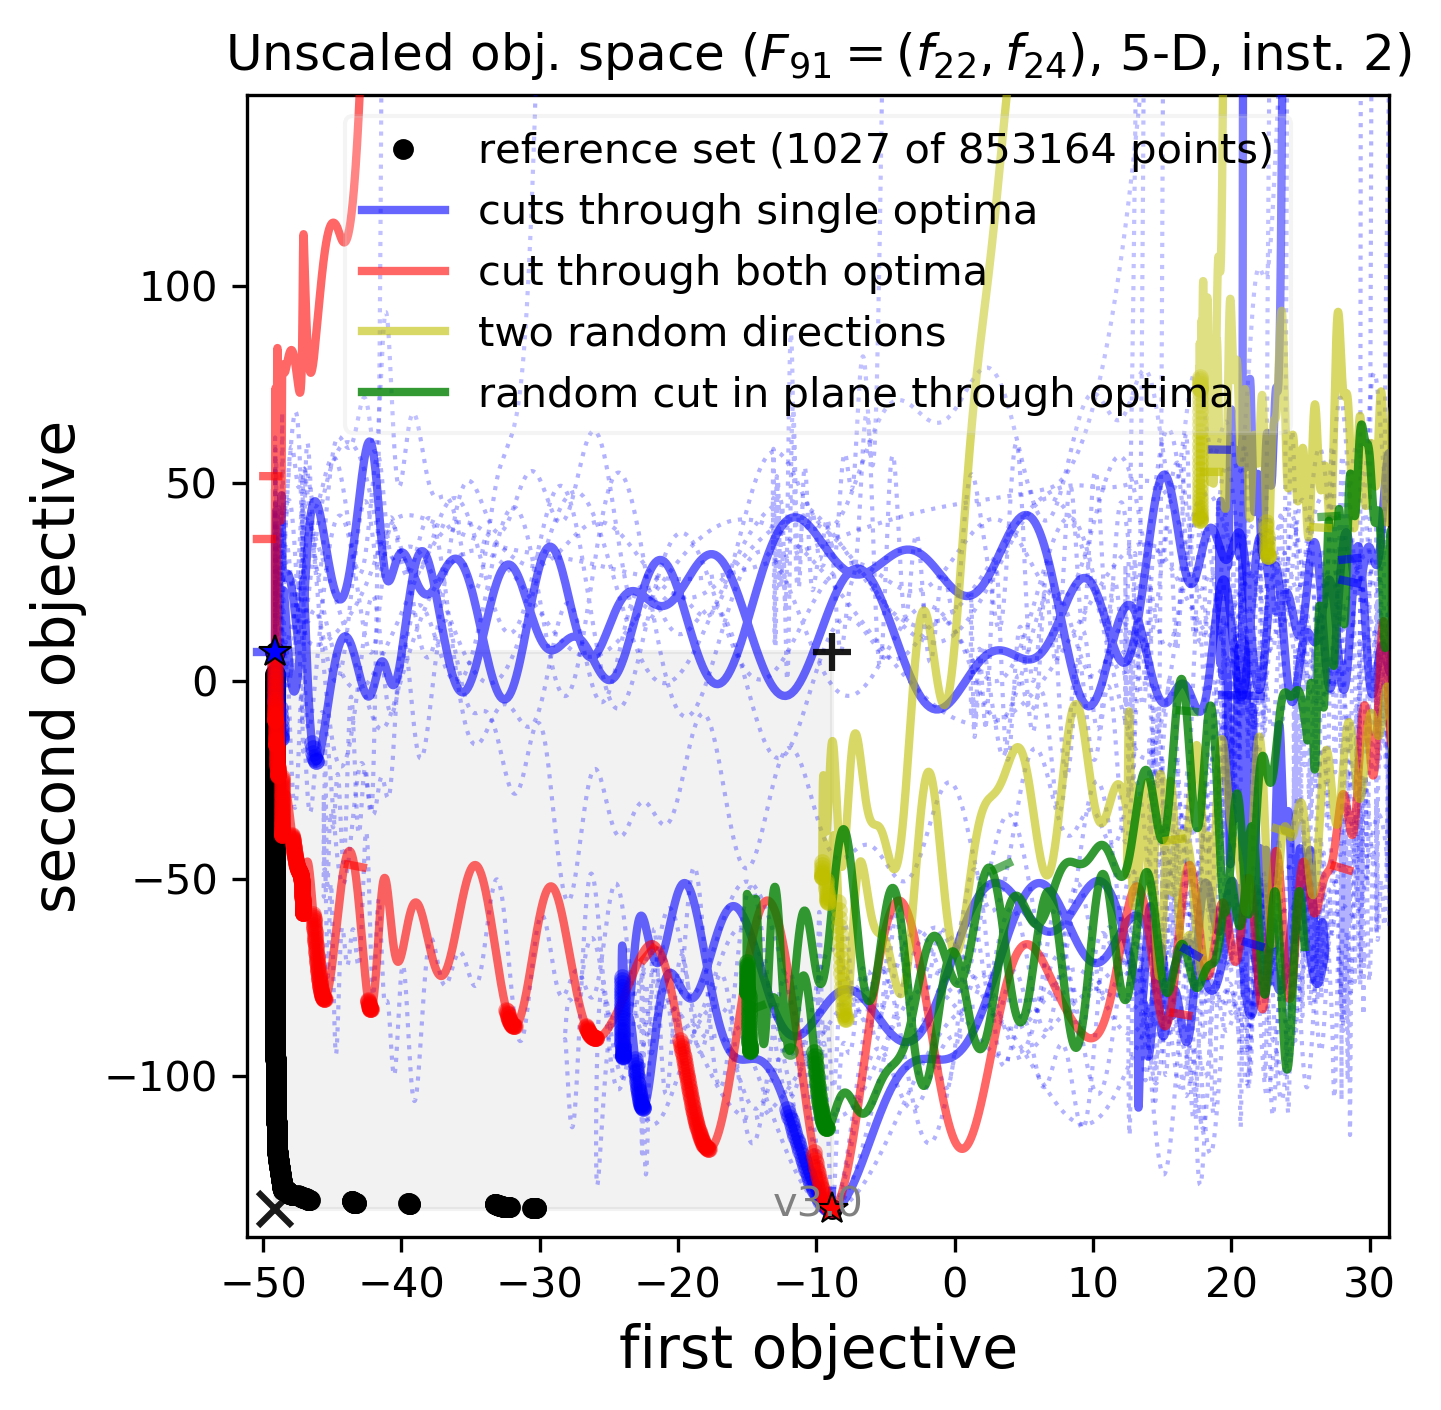 Unscaled obj. space (F₉₁ = (f₂₂, f₂₄), 5-D, inst. 2)
reference set (1027 of 853164 points)
cuts through single optima
cut through both optima
two random directions
random cut in plane through optima
second objective
100
50
0
−50
−100
v3.0
−50 −40 −30 −20 −10 0 10 20 30
first objective